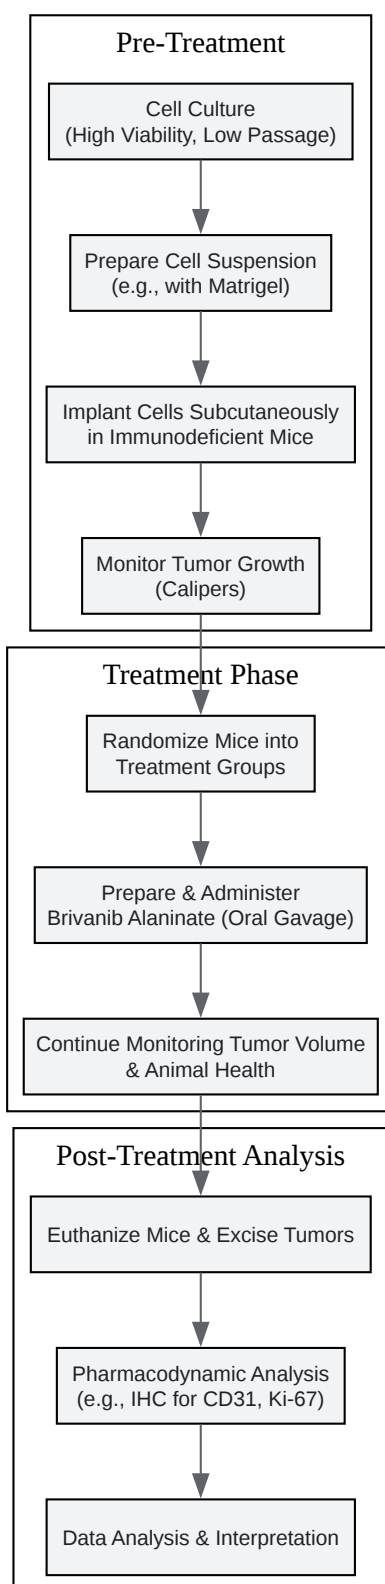 Pre-Treatment
Cell Culture
(High Viability, Low Passage)
Prepare Cell Suspension
(e.g., with Matrigel)
Implant Cells Subcutaneously
in Immunodeficient Mice
Monitor Tumor Growth
(Calipers)
Treatment Phase
Randomize Mice into
Treatment Groups
Prepare & Administer
Brivanib Alaninate (Oral Gavage)
Continue Monitoring Tumor Volume
& Animal Health
Post-Treatment Analysis
Euthanize Mice & Excise Tumors
Pharmacodynamic Analysis
(e.g., IHC for CD31, Ki-67)
Data Analysis & Interpretation